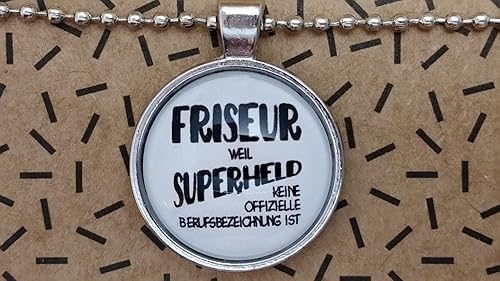 FRISEUR
WEIL
SUPERHELD
KEINE
OFFIZIELLE
BERUFSBEZEICHNUNG IST